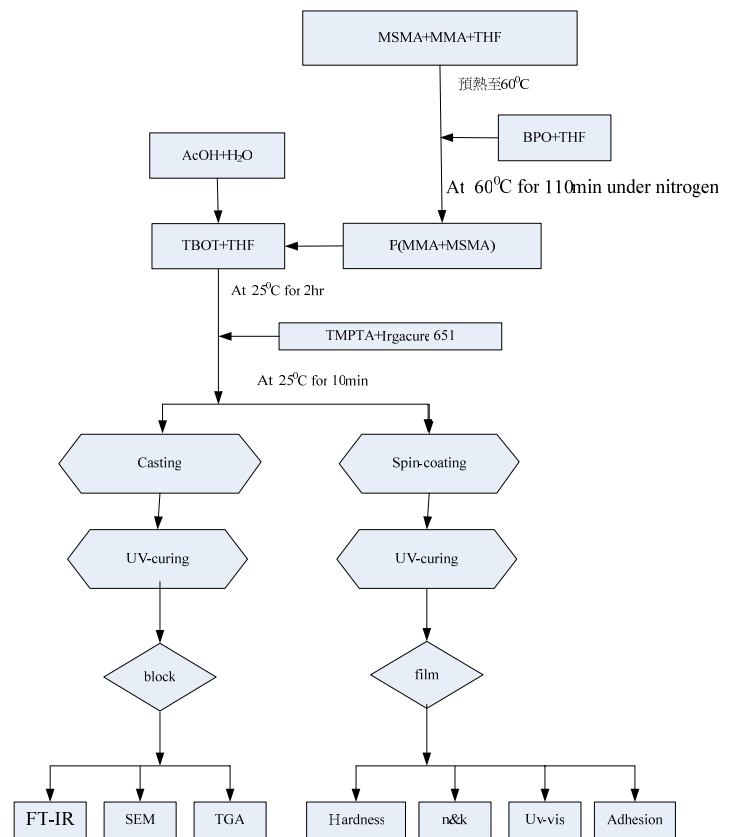 MSMA+MMA+THF
預熱至60⁰C
BPO+THF
AcOH+H₂O
At 60⁰C for 110min under nitrogen
TBOT+THF
P(MMA+MSMA)
At 25⁰C for 2hr
TMPTA+Irgacure 651
At 25⁰C for 10min
Casting
Spin-coating
UV-curing
UV-curing
block
film
FT-IR
SEM
TGA
Hardness
n&k
Uv-vis
Adhesion